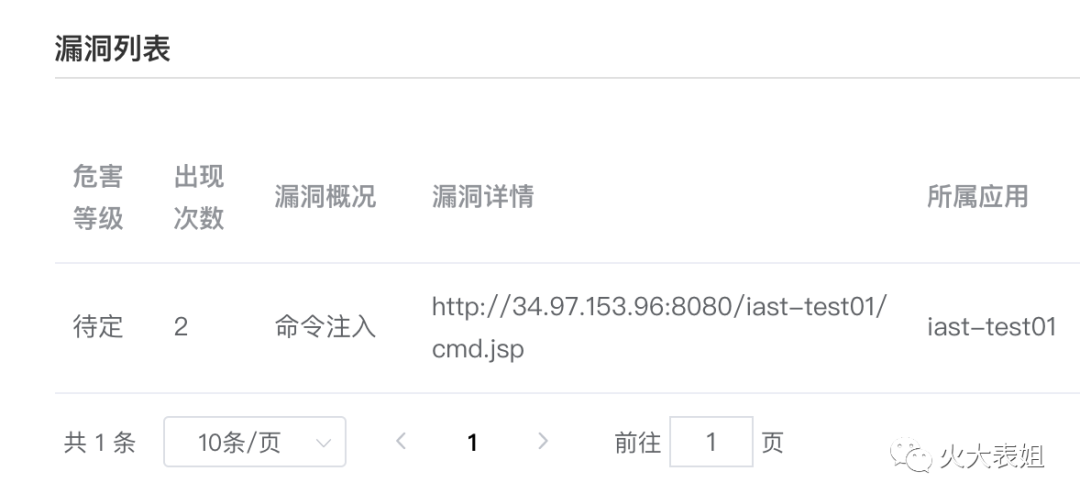 漏洞列表
危害
等级
出现
次数
漏洞概况
漏洞详情
所属应用
待定
2
命令注入
http://34.97.153.96:8080/iast-test01/
cmd.jsp
iast-test01
共 1 条
10条/页
1
前往
1
页
火大表姐